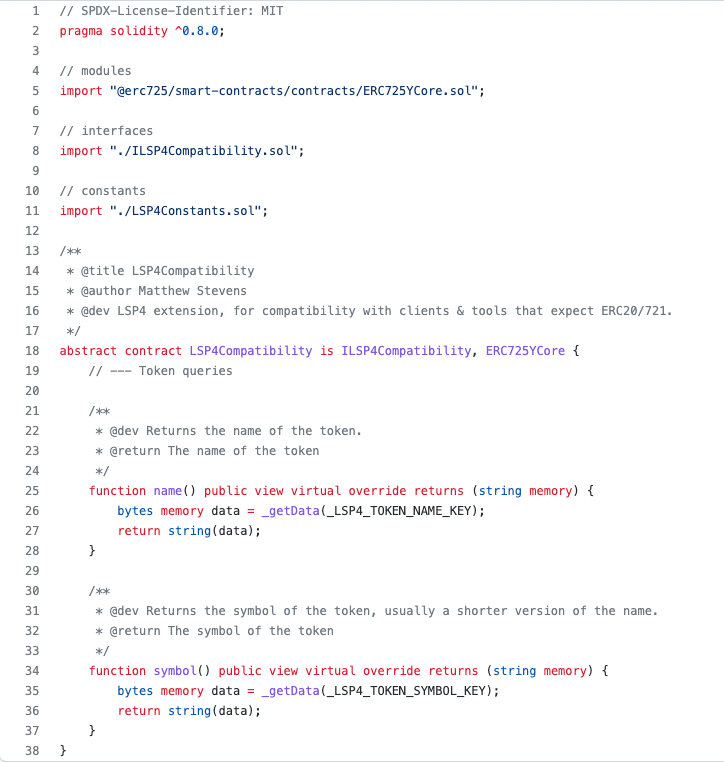 1 // SPDX-License-Identifier: MIT
2 pragma solidity ^0.8.0;
3
4 // modules
5 import "@erc725/smart-contracts/contracts/ERC725YCore.sol";
6
7 // interfaces
8 import "./ILSP4Compatibility.sol";
9
10 // constants
11 import "./LSP4Constants.sol";
12
13 /**
14  * @title LSP4Compatibility
15  * @author Matthew Stevens
16  * @dev LSP4 extension, for compatibility with clients & tools that expect ERC20/721.
17  */
18 abstract contract LSP4Compatibility is ILSP4Compatibility, ERC725YCore {
19     // --- Token queries
20
21     /**
22      * @dev Returns the name of the token.
23      * @return The name of the token
24      */
25     function name() public view virtual override returns (string memory) {
26         bytes memory data = _getData(_LSP4_TOKEN_NAME_KEY);
27         return string(data);
28     }
29
30     /**
31      * @dev Returns the symbol of the token, usually a shorter version of the name.
32      * @return The symbol of the token
33      */
34     function symbol() public view virtual override returns (string memory) {
35         bytes memory data = _getData(_LSP4_TOKEN_SYMBOL_KEY);
36         return string(data);
37     }
38 }